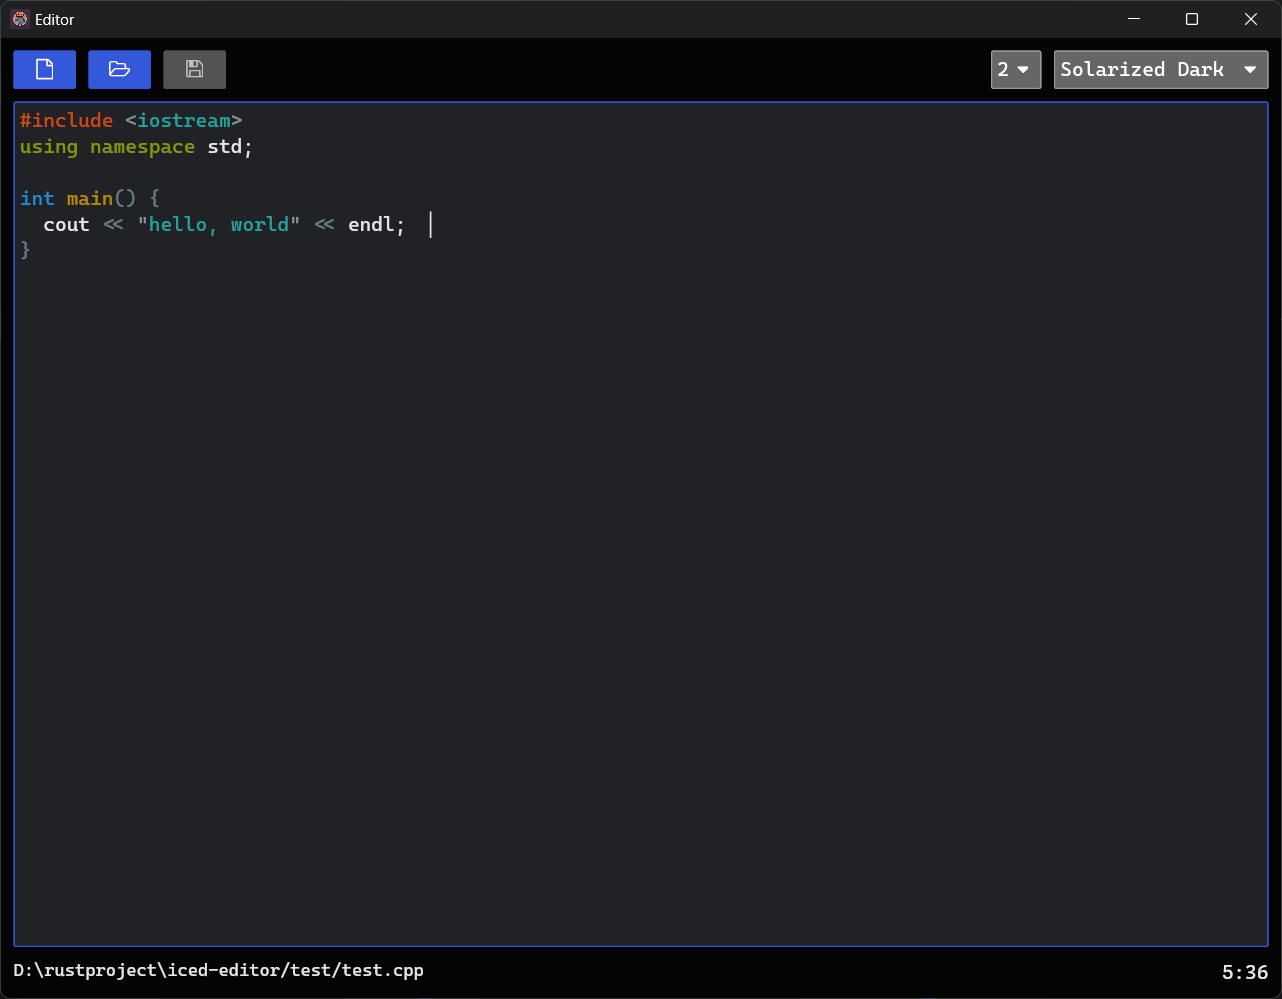 Editor
2 Solarized Dark
#include <iostream>
using namespace std;

int main() {
  cout << "hello, world" << endl;
}
D:\rustproject\iced-editor/test/test.cpp
5:36